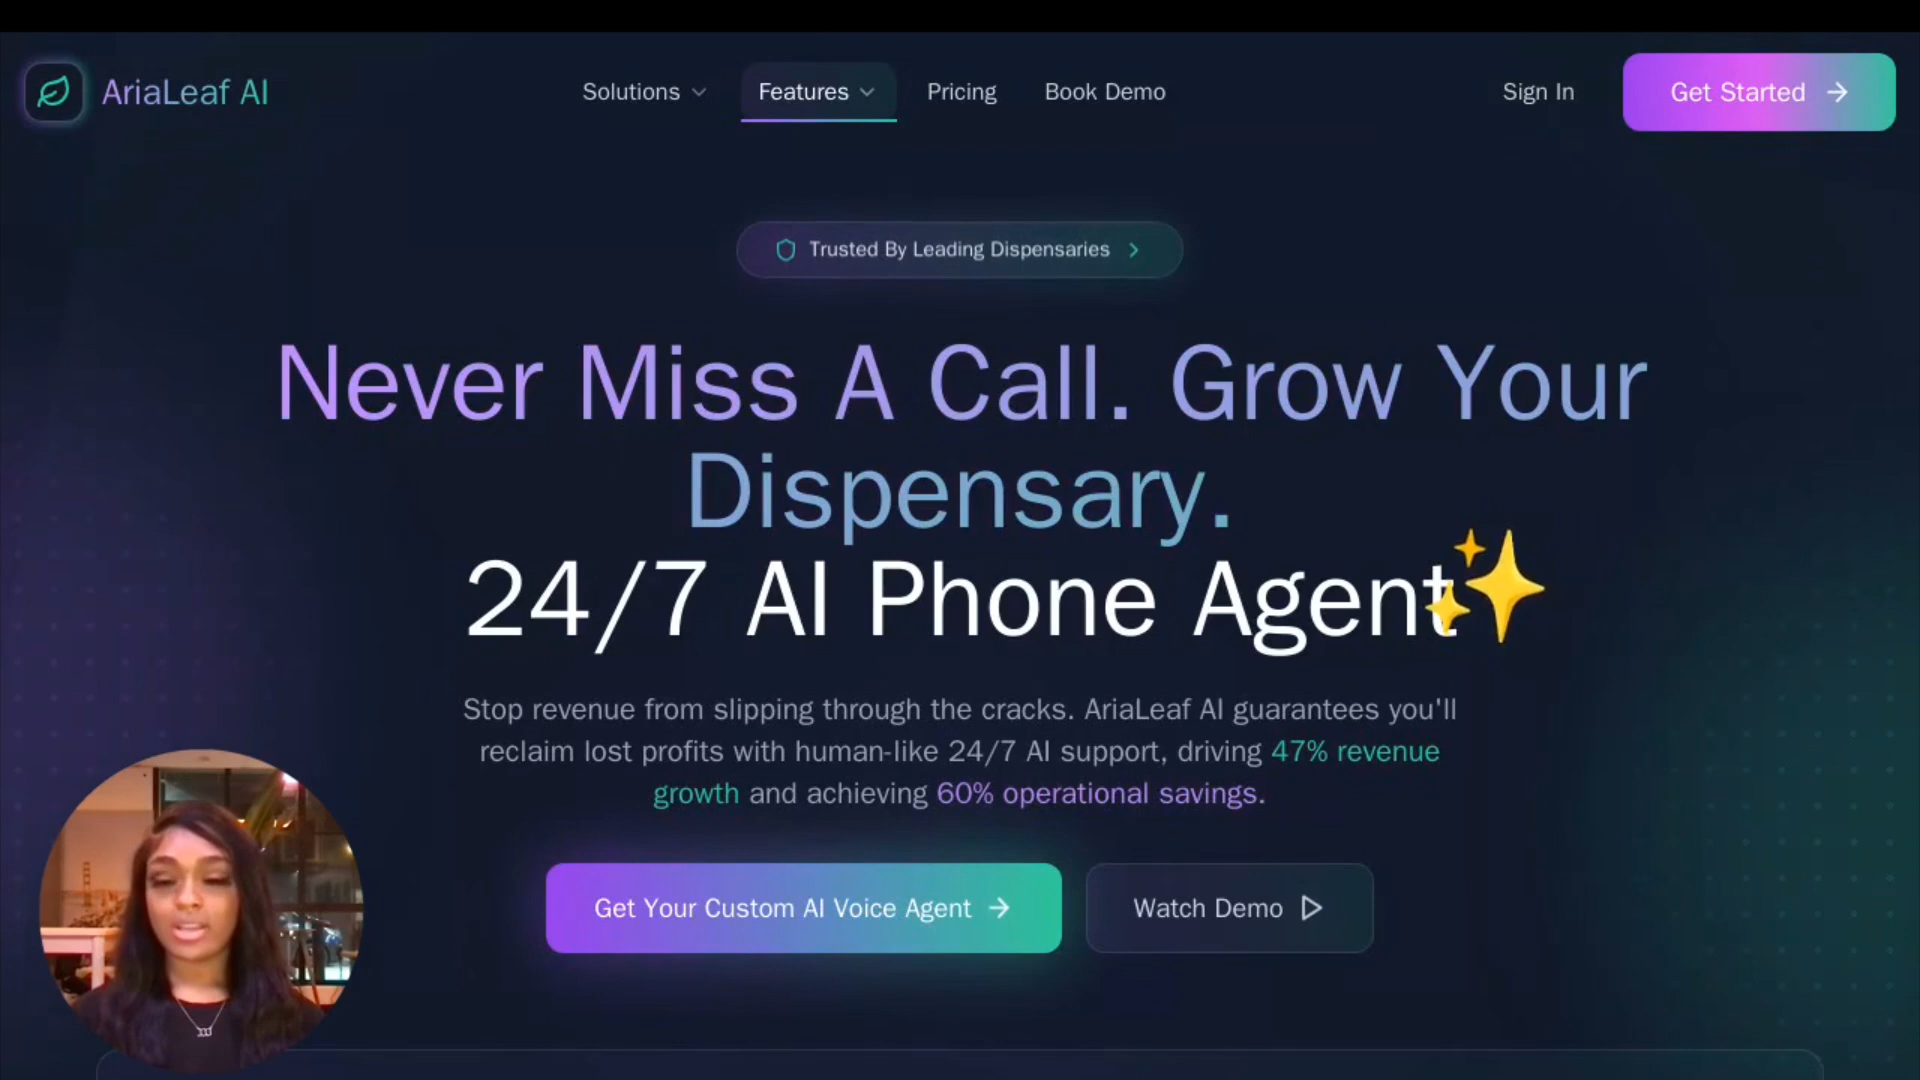 AriaLeaf AI
Solutions
Features
Pricing
Book Demo
Sign In
Get Started
Trusted By Leading Dispensaries
Never Miss A Call. Grow Your
Dispensary.
24/7 AI Phone Agent
Stop revenue from slipping through the cracks. AriaLeaf AI guarantees you'll
reclaim lost profits with human-like 24/7 AI support, driving 47% revenue
growth and achieving 60% operational savings.
Get Your Custom AI Voice Agent
Watch Demo